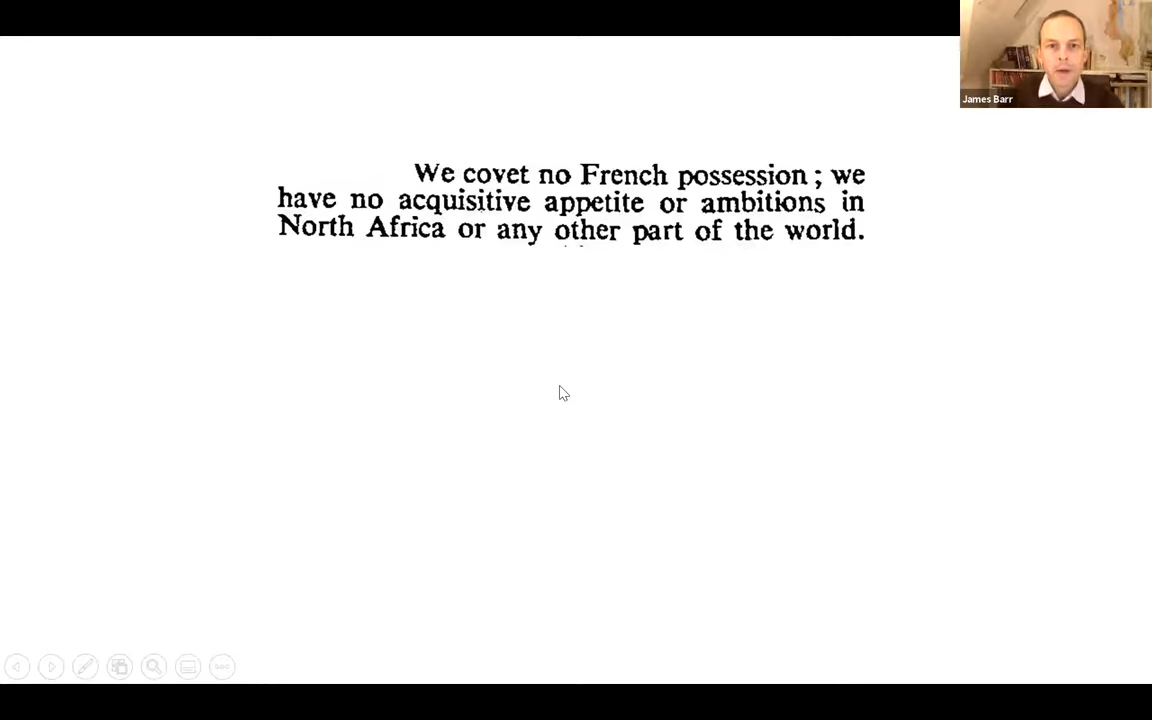 James Barr
We covet no French possession ; we
have no acquisitive appetite or ambitions in
North Africa or any other part of the world.